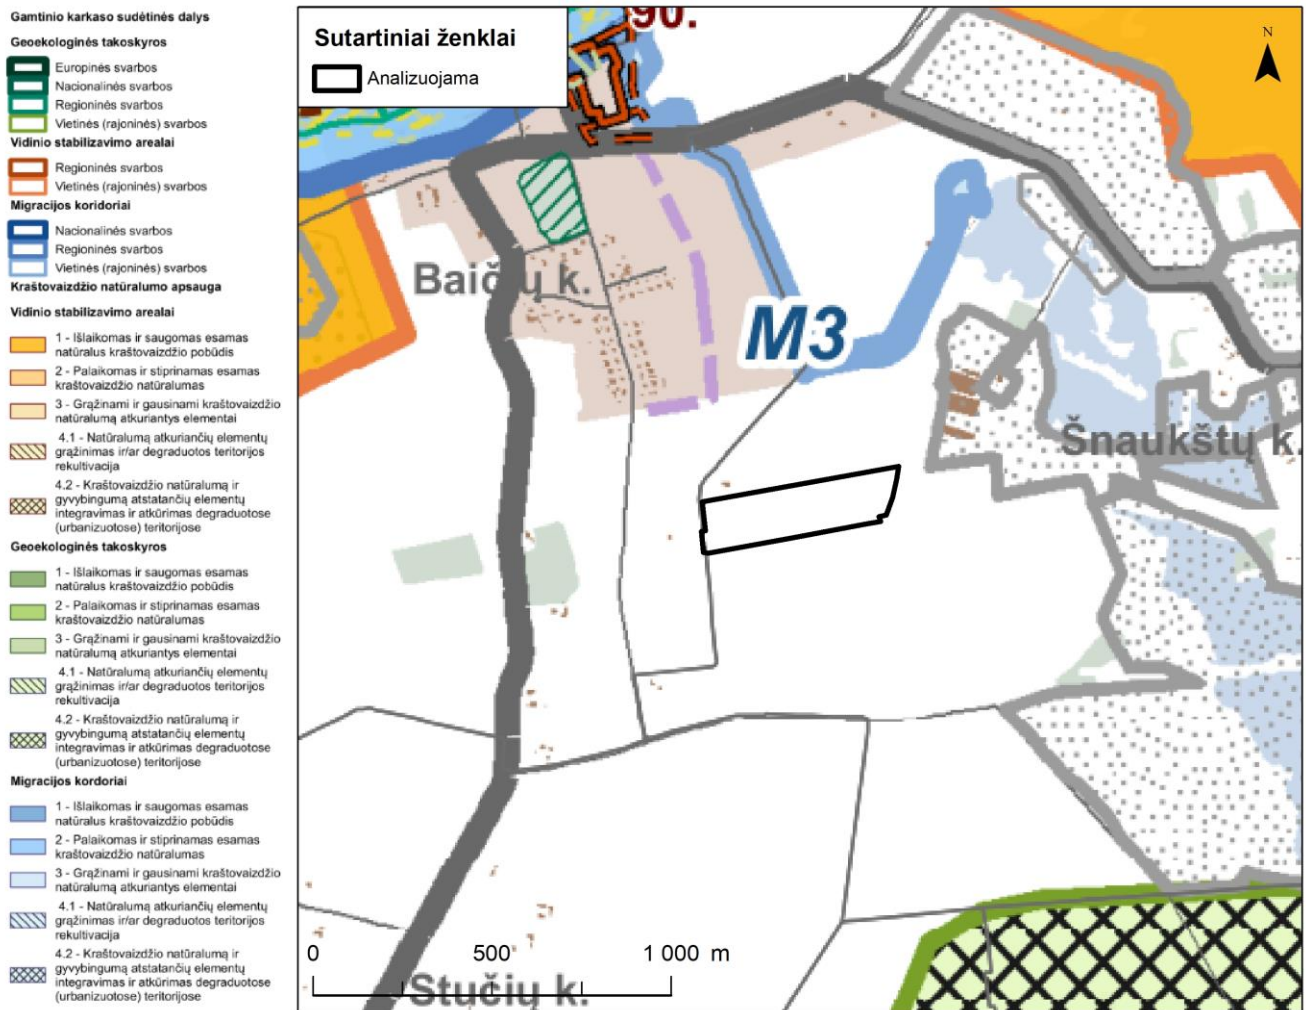 Gamtinio karkaso sudėtinės dalys
Geoekologinės takoskyros
Europinės svarbos
Nacionalinės svarbos
Regioninės svarbos
Vietinės (rajoninės) svarbos
Vidinio stabilizavimo arealai
Regioninės svarbos
Vietinės (rajoninės) svarbos
Migracijos koridoriai
Nacionalinės svarbos
Regioninės svarbos
Vietinės (rajoninės) svarbos
Kraštovaizdžio natūralumo apsauga
Vidinio stabilizavimo arealai
1 - Išlaikomas ir saugomas esamas
natūralus kraštovaizdžio pobūdis
2 - Palaikomas ir stiprinamas esamas
kraštovaizdžio natūralumas
3 - Grąžinami ir gausinami kraštovaizdžio
natūralumą atkuriantys elementai
4.1 - Natūralumą atkuriančių elementų
grąžinimas ir/ar degraduotos teritorijos
rekultivacija
4.2 - Kraštovaizdžio natūralumą ir
gyvybingumą atstatančių elementų
integravimas ir atkūrimas degraduotose
(urbanizuotose) teritorijose
Geoekologinės takoskyros
1 - Išlaikomas ir saugomas esamas
natūralus kraštovaizdžio pobūdis
2 - Palaikomas ir stiprinamas esamas
kraštovaizdžio natūralumas
3 - Grąžinami ir gausinami kraštovaizdžio
natūralumą atkuriantys elementai
4.1 - Natūralumą atkuriančių elementų
grąžinimas ir/ar degraduotos teritorijos
rekultivacija
4.2 - Kraštovaizdžio natūralumą ir
gyvybingumą atstatančių elementų
integravimas ir atkūrimas degraduotose
(urbanizuotose) teritorijose
Migracijos kordoriai
1 - Išlaikomas ir saugomas esamas
natūralus kraštovaizdžio pobūdis
2 - Palaikomas ir stiprinamas esamas
kraštovaizdžio natūralumas
3 - Grąžinami ir gausinami kraštovaizdžio
natūralumą atkuriantys elementai
4.1 - Natūralumą atkuriančių elementų
grąžinimas ir/ar degraduotos teritorijos
rekultivacija
4.2 - Kraštovaizdžio natūralumą ir
gyvybingumą atstatančių elementų
integravimas ir atkūrimas degraduotose
(urbanizuotose) teritorijose
Sutartiniai ženklai
Analizuojama
90.
N
Baičių k.
M3
Šnaukštų k.
0 500 1 000 m
Stučių k.